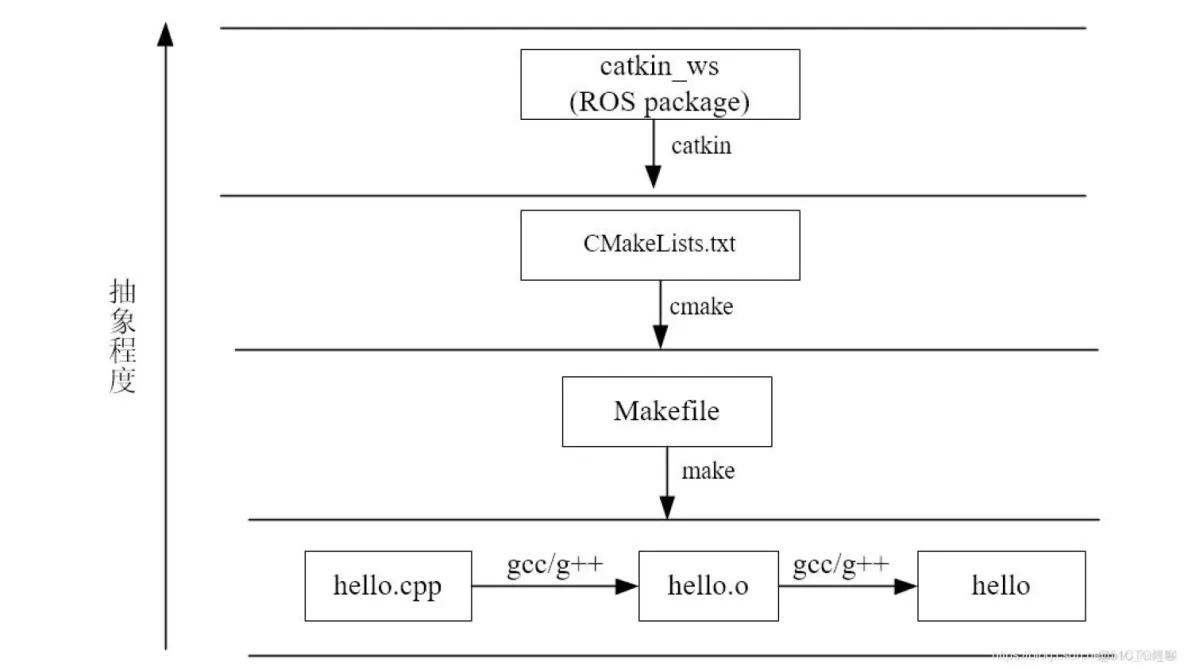 catkin_ws
(ROS package)
catkin
CMakeLists.txt
cmake
抽象程度
Makefile
make
hello.cpp
gcc/g++
hello.o
gcc/g++
hello